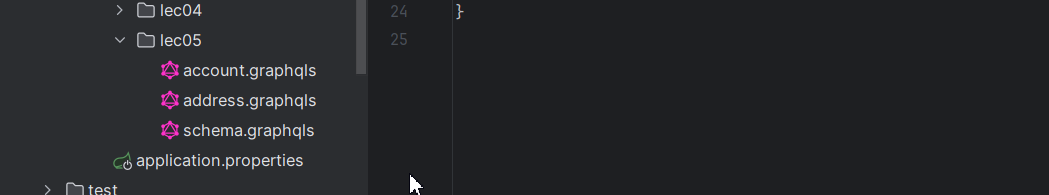 lec04
lec05
account.graphqls
address.graphqls
schema.graphqls
application.properties
test
24 }
25